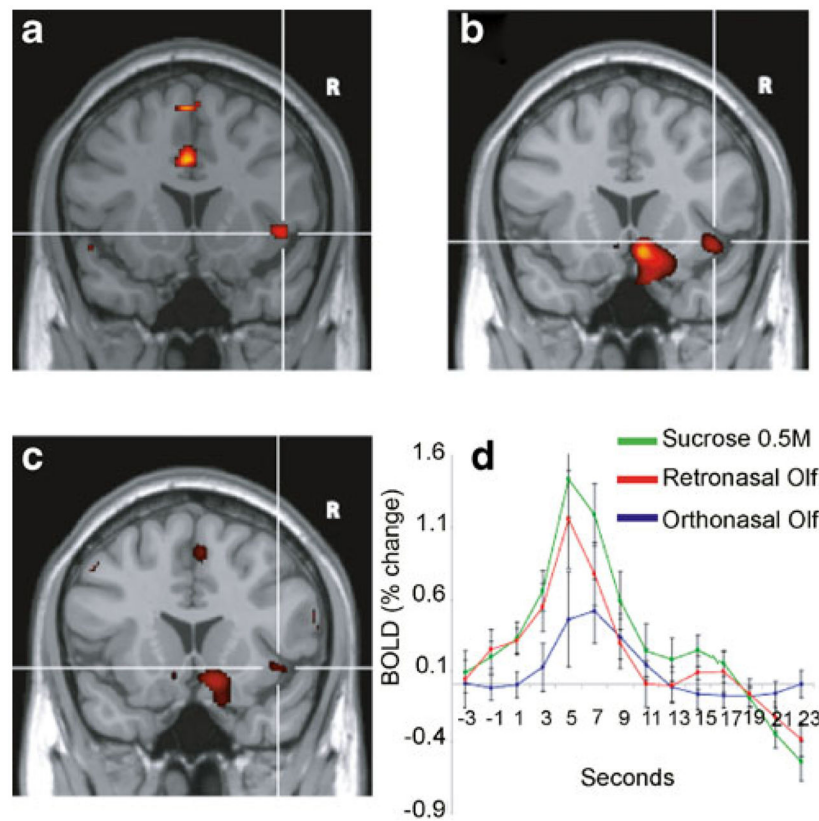 a
R
b
R
c
R
d
Sucrose 0.5M
Retronasal Olf
Orthonasal Olf
BOLD (% change)
1.6
1.1
0.6
0.1
-0.4
-0.9
-3 -1 1 3 5 7 9 11 13 15 17 19 21 23
Seconds